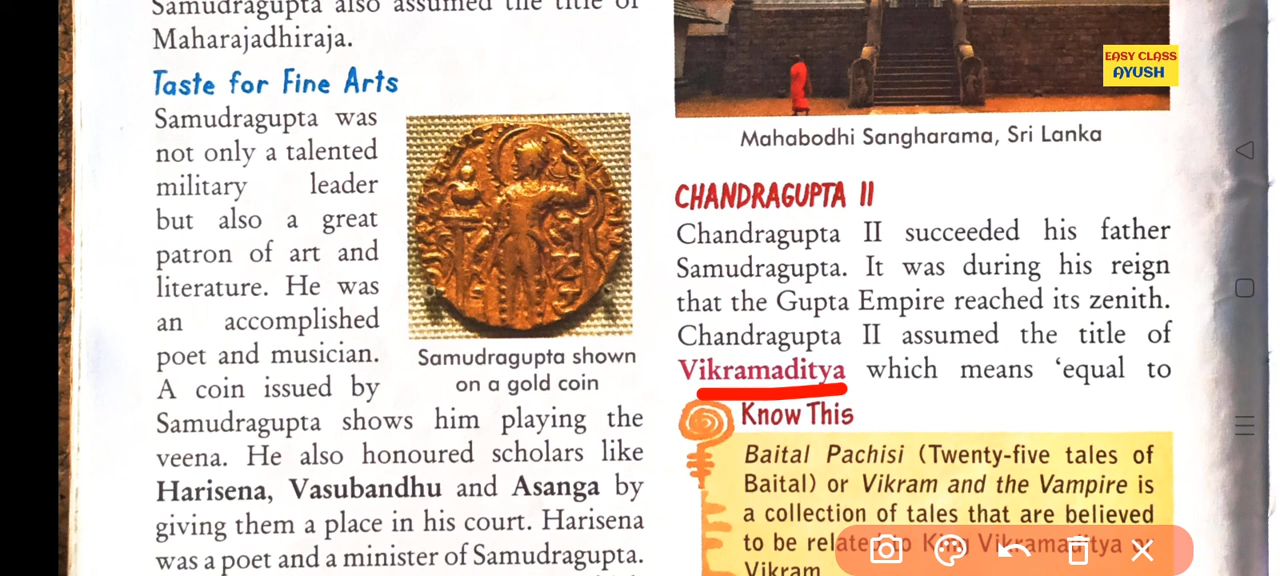 Samudragupta also assumed the title of
Maharajadhiraja.
Taste for Fine Arts
Samudragupta was
not only a talented
military leader
but also a great
patron of art and
literature. He was
an accomplished
poet and musician.
A coin issued by
Samudragupta shows him playing the
veena. He also honoured scholars like
Harisena, Vasubandhu and Asanga by
giving them a place in his court. Harisena
was a poet and a minister of Samudragupta.
Samudragupta shown
on a gold coin
EASY CLASS
AYUSH
Mahabodhi Sangharama, Sri Lanka
CHANDRAGUPTA II
Chandragupta II succeeded his father
Samudragupta. It was during his reign
that the Gupta Empire reached its zenith.
Chandragupta II assumed the title of
Vikramaditya which means ‘equal to
Know This
Baital Pachisi (Twenty-five tales of
Baital) or Vikram and the Vampire is
a collection of tales that are believed
to be related to King Vikramaditya or
Vikram